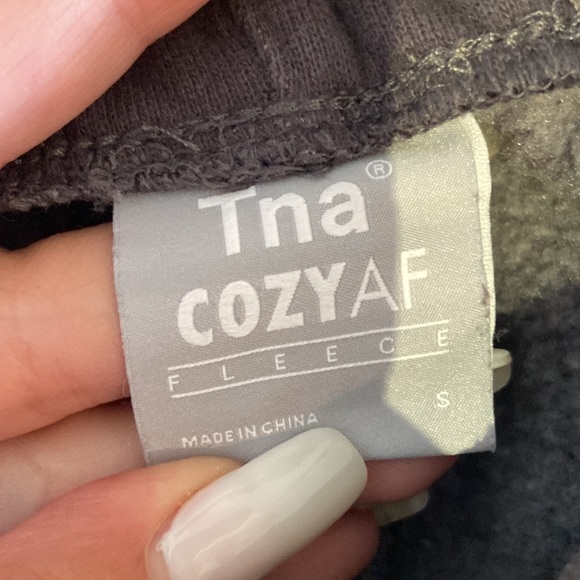 Tna®
COZYAF
FLEECE
S
MADE IN CHINA